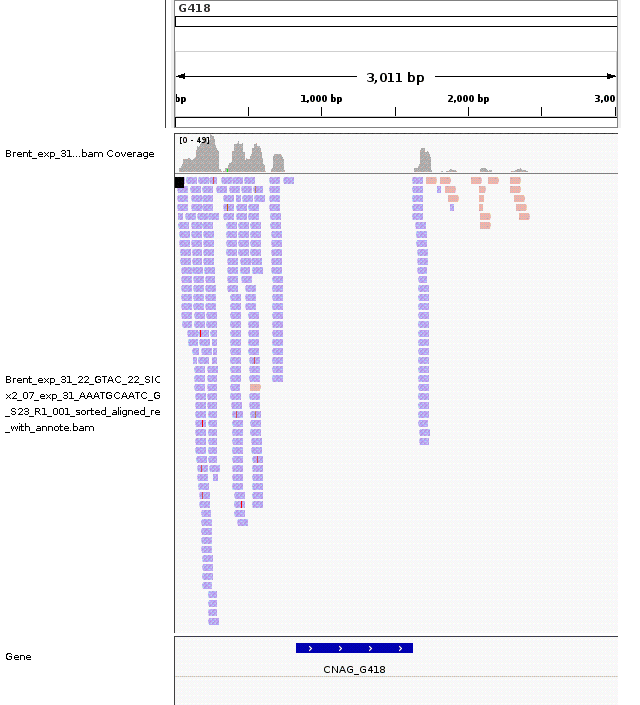 G418
3,011 bp
bp
1,000 bp
2,000 bp
3,00
[0 - 49]
Brent_exp_31...bam Coverage
Brent_exp_31_22_GTAC_22_SIC
x2_07_exp_31_AAATGCAATC_G
_S23_R1_001_sorted_aligned_re
_with_annote.bam
Gene
CNAG_G418